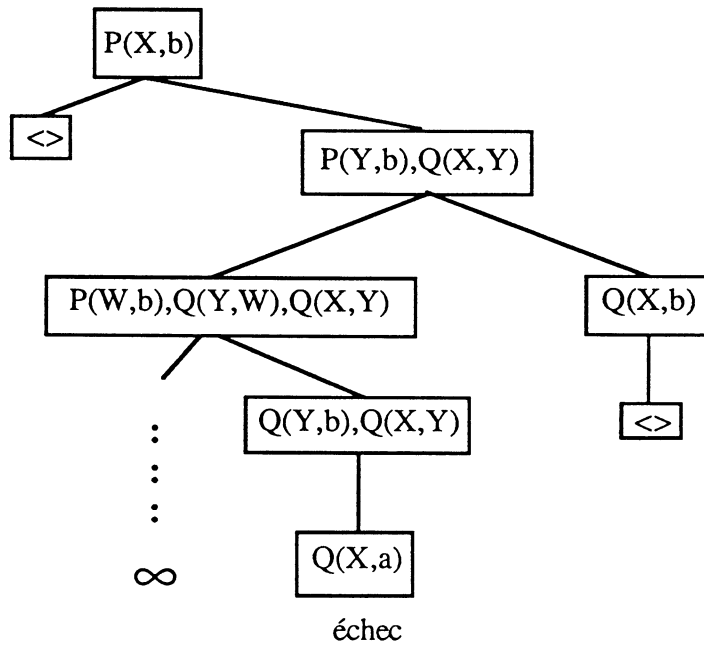 P(X,b)
<>
P(Y,b),Q(X,Y)
P(W,b),Q(Y,W),Q(X,Y)
Q(X,b)
Q(Y,b),Q(X,Y)
<>
Q(X,a)
∞
échec